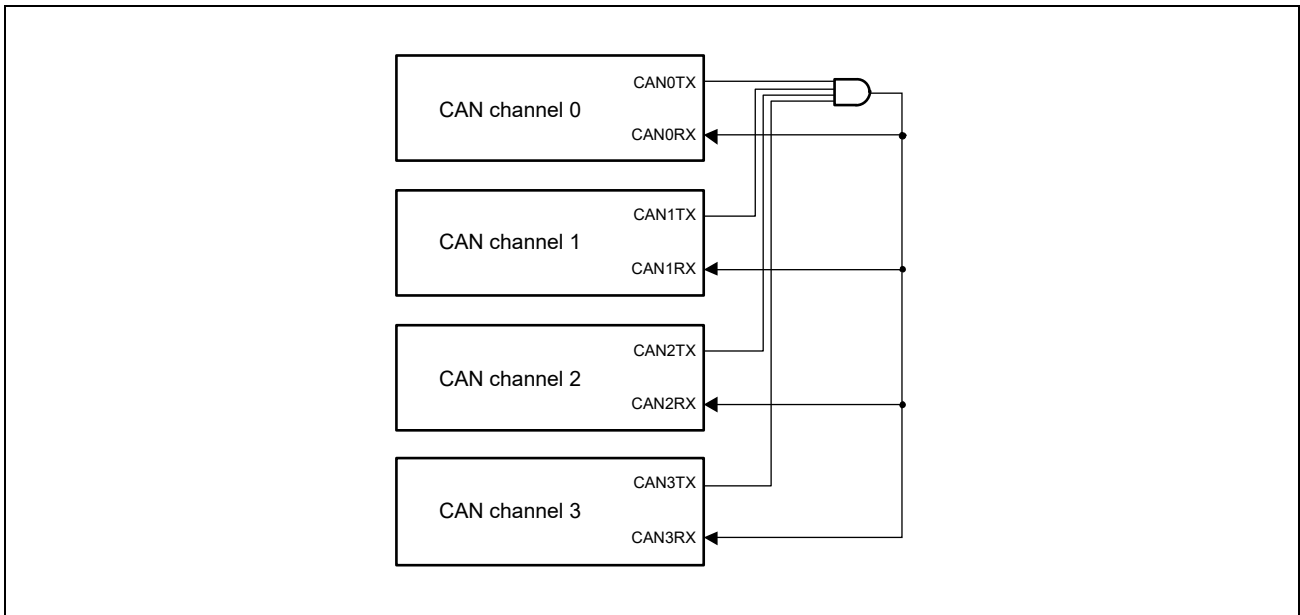 CAN0TX
CAN channel 0
CAN0RX
CAN1TX
CAN channel 1
CAN1RX
CAN2TX
CAN channel 2
CAN2RX
CAN3TX
CAN channel 3
CAN3RX